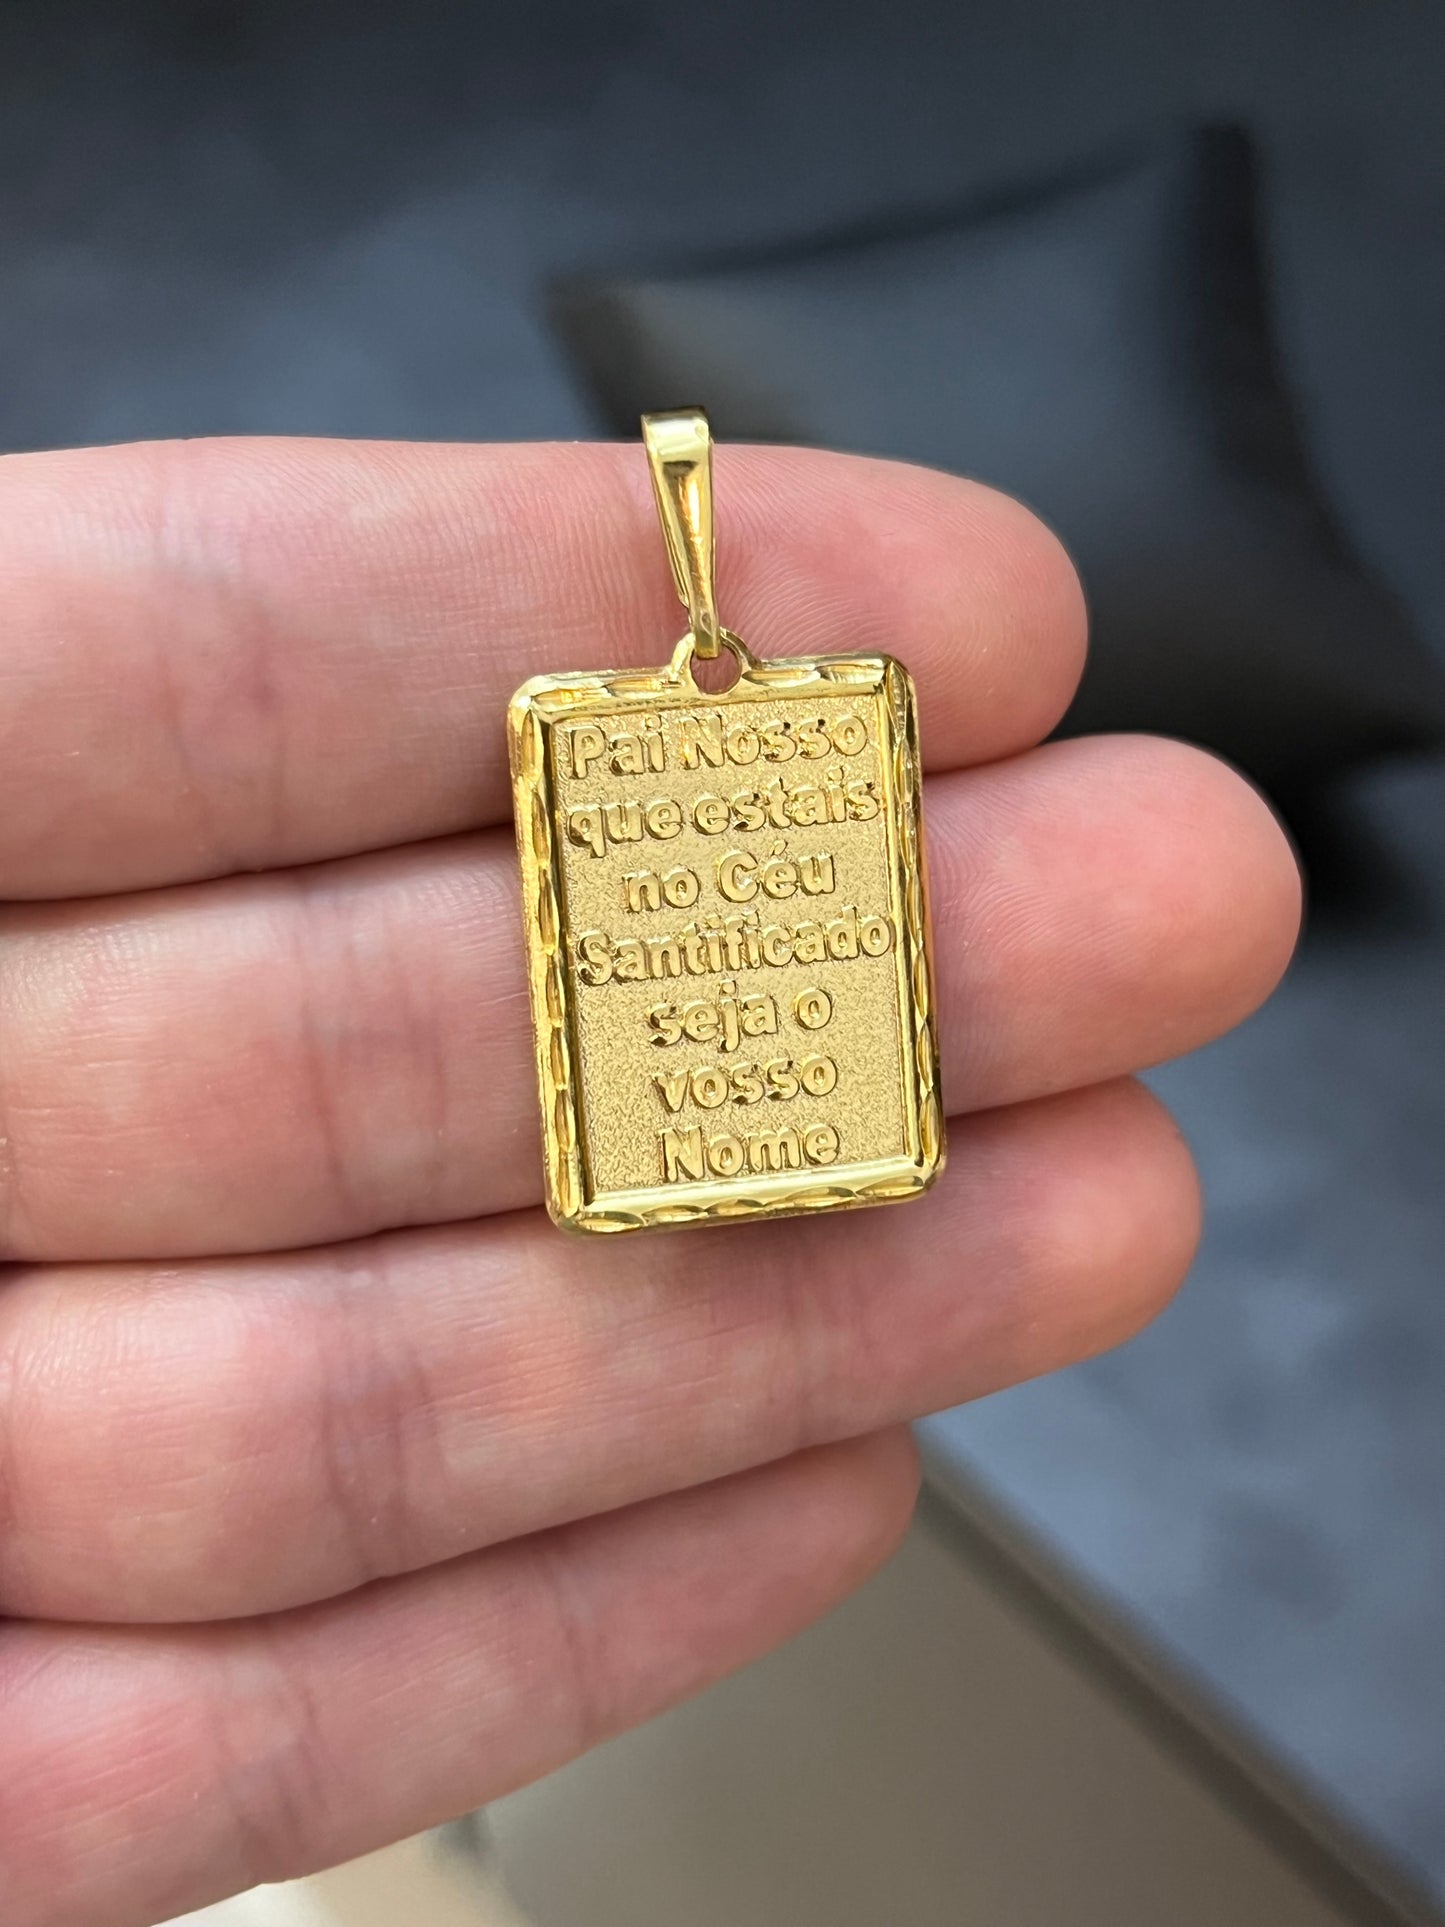 Pai Nosso
que estais
no Céu
Santificado
seja o
vosso
Nome